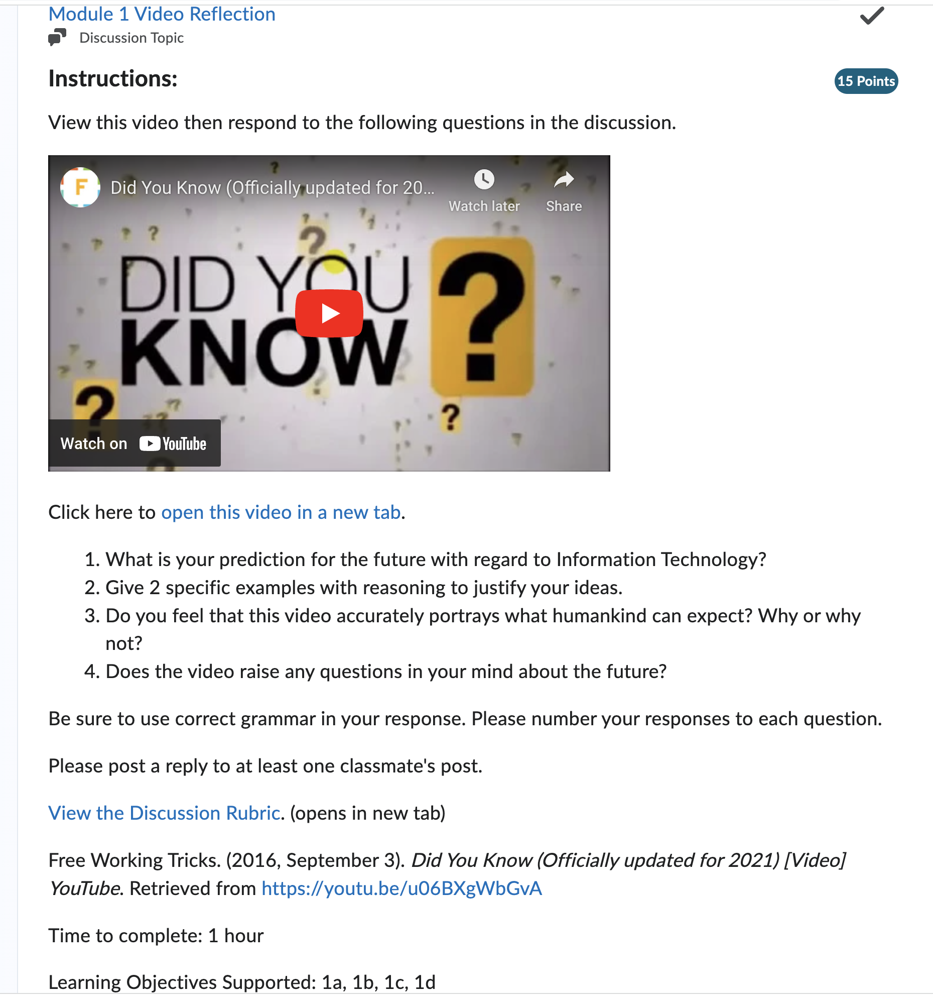 Module 1 Video Reflection
Discussion Topic
Instructions:
15 Points
View this video then respond to the following questions in the discussion.
F
Did You Know (Officially updated for 20...
Watch later
Share
DID YOU
KNOW ?
Watch on YouTube
Click here to open this video in a new tab.
1. What is your prediction for the future with regard to Information Technology?
2. Give 2 specific examples with reasoning to justify your ideas.
3. Do you feel that this video accurately portrays what humankind can expect? Why or why
not?
4. Does the video raise any questions in your mind about the future?
Be sure to use correct grammar in your response. Please number your responses to each question.
Please post a reply to at least one classmate's post.
View the Discussion Rubric. (opens in new tab)
Free Working Tricks. (2016, September 3). Did You Know (Officially updated for 2021) [Video]
YouTube. Retrieved from https://youtu.be/u06BXgWbGvA
Time to complete: 1 hour
Learning Objectives Supported: 1a, 1b, 1c, 1d